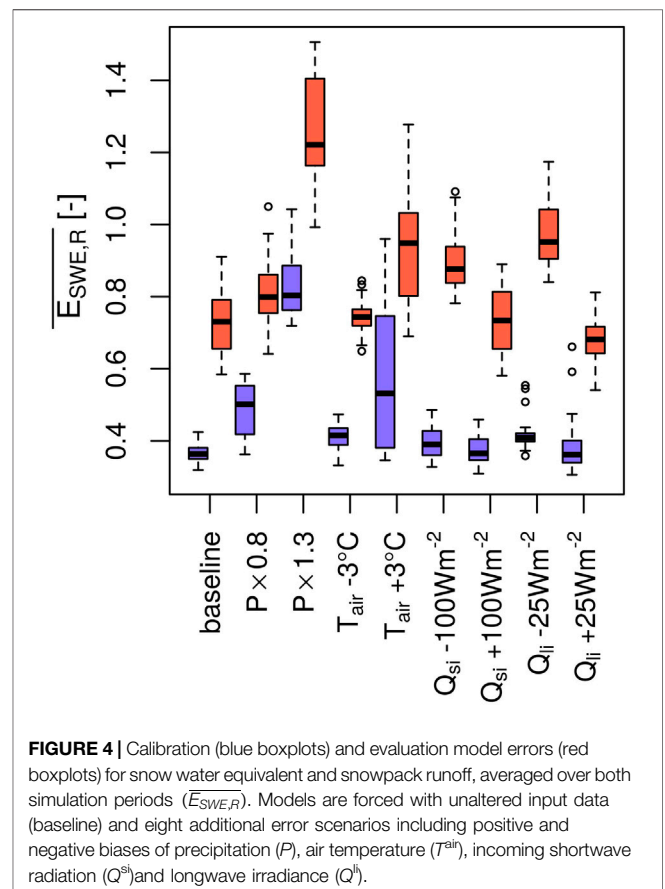 E_SWE,R [-]
1.4
1.2
1.0
0.8
0.6
0.4
baseline
P × 0.8
P × 1.3
T_air -3°C
T_air +3°C
Q_si -100Wm^-2
Q_si +100Wm^-2
Q_li -25Wm^-2
Q_li +25Wm^-2
FIGURE 4 | Calibration (blue boxplots) and evaluation model errors (red
boxplots) for snow water equivalent and snowpack runoff, averaged over both
simulation periods (E_SWE,R). Models are forced with unaltered input data
(baseline) and eight additional error scenarios including positive and
negative biases of precipitation (P), air temperature (T^air), incoming shortwave
radiation (Q^si)and longwave irradiance (Q^li).